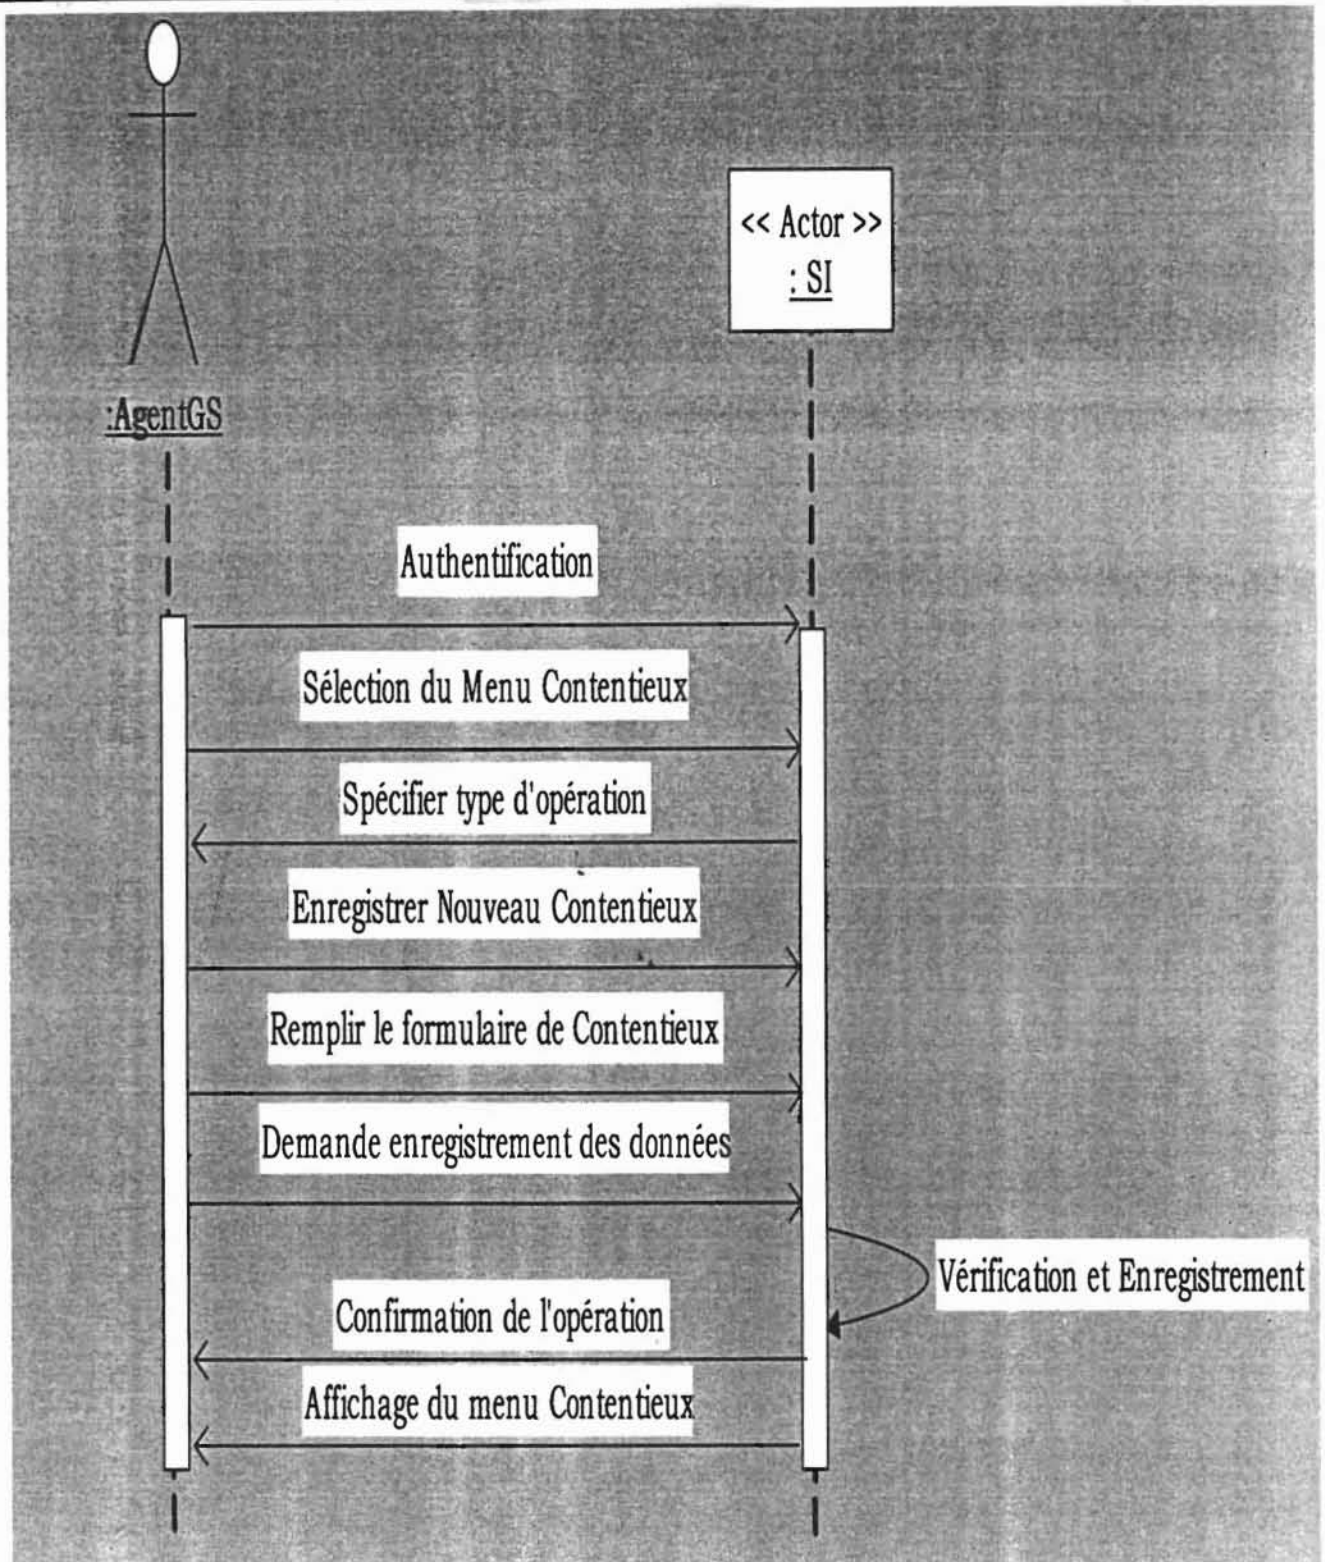 << Actor >>
: SI
:AgentGS
Authentification
Sélection du Menu Contentieux
Spécifier type d'opération
Enregistrer Nouveau Contentieux
Remplir le formulaire de Contentieux
Demande enregistrement des données
Vérification et Enregistrement
Confirmation de l'opération
Affichage du menu Contentieux